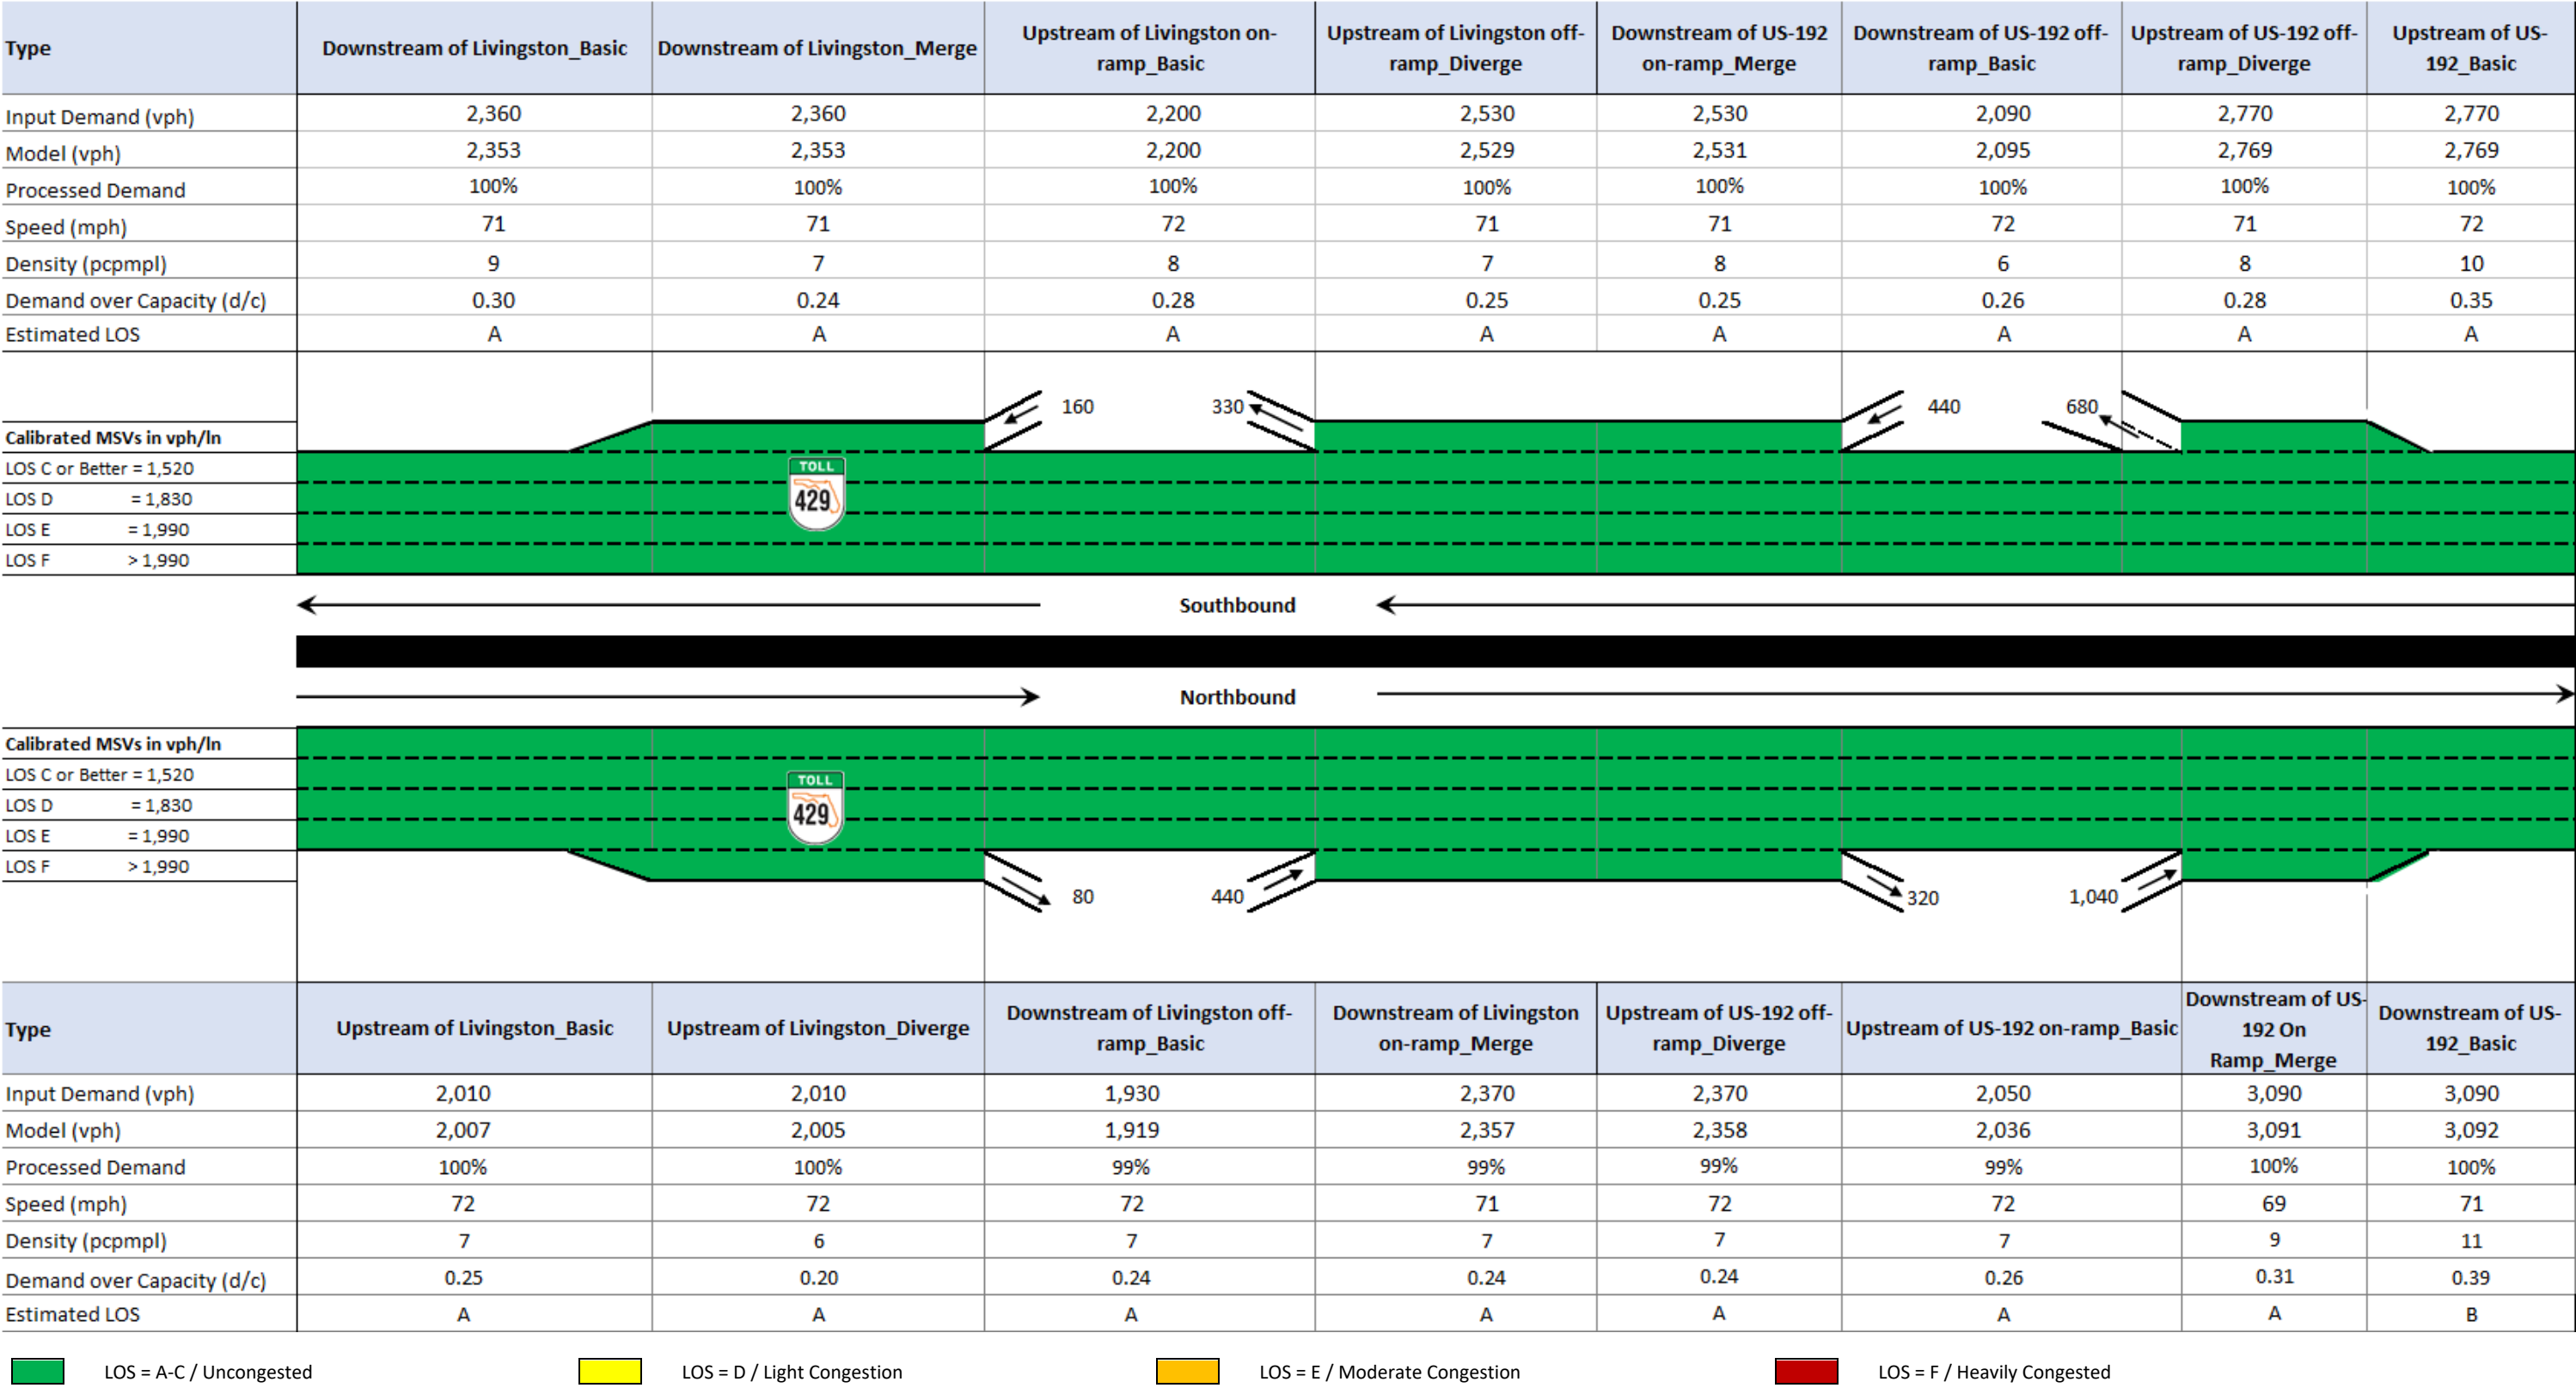 Type Downstream of Livingston_Basic Downstream of Livingston_Merge Upstream of Livingston on-ramp_Basic Upstream of Livingston off-ramp_Diverge Downstream of US-192 on-ramp_Merge Downstream of US-192 off-ramp_Basic Upstream of US-192 off-ramp_Diverge Upstream of US-192_Basic
Input Demand (vph) 2,360 2,360 2,200 2,530 2,530 2,090 2,770 2,770
Model (vph) 2,353 2,353 2,200 2,529 2,531 2,095 2,769 2,769
Processed Demand 100% 100% 100% 100% 100% 100% 100% 100%
Speed (mph) 71 71 72 71 71 72 71 72
Density (pcpmpl) 9 7 8 7 8 6 8 10
Demand over Capacity (d/c) 0.30 0.24 0.28 0.25 0.25 0.26 0.28 0.35
Estimated LOS A A A A A A A A
160 330 440 680
Calibrated MSVs in vph/ln
LOS C or Better = 1,520
LOS D = 1,830
LOS E = 1,990
LOS F > 1,990
TOLL
429
Southbound
Northbound
Calibrated MSVs in vph/ln
LOS C or Better = 1,520
LOS D = 1,830
LOS E = 1,990
LOS F > 1,990
TOLL
429
80 440 320 1,040
Type Upstream of Livingston_Basic Upstream of Livingston_Diverge Downstream of Livingston off-ramp_Basic Downstream of Livingston on-ramp_Merge Upstream of US-192 off-ramp_Diverge Upstream of US-192 on-ramp_Basic Downstream of US-192 On Ramp_Merge Downstream of US-192_Basic
Input Demand (vph) 2,010 2,010 1,930 2,370 2,370 2,050 3,090 3,090
Model (vph) 2,007 2,005 1,919 2,357 2,358 2,036 3,091 3,092
Processed Demand 100% 100% 99% 99% 99% 99% 100% 100%
Speed (mph) 72 72 72 71 72 72 69 71
Density (pcpmpl) 7 6 7 7 7 7 9 11
Demand over Capacity (d/c) 0.25 0.20 0.24 0.24 0.24 0.26 0.31 0.39
Estimated LOS A A A A A A A B
LOS = A-C / Uncongested LOS = D / Light Congestion LOS = E / Moderate Congestion LOS = F / Heavily Congested